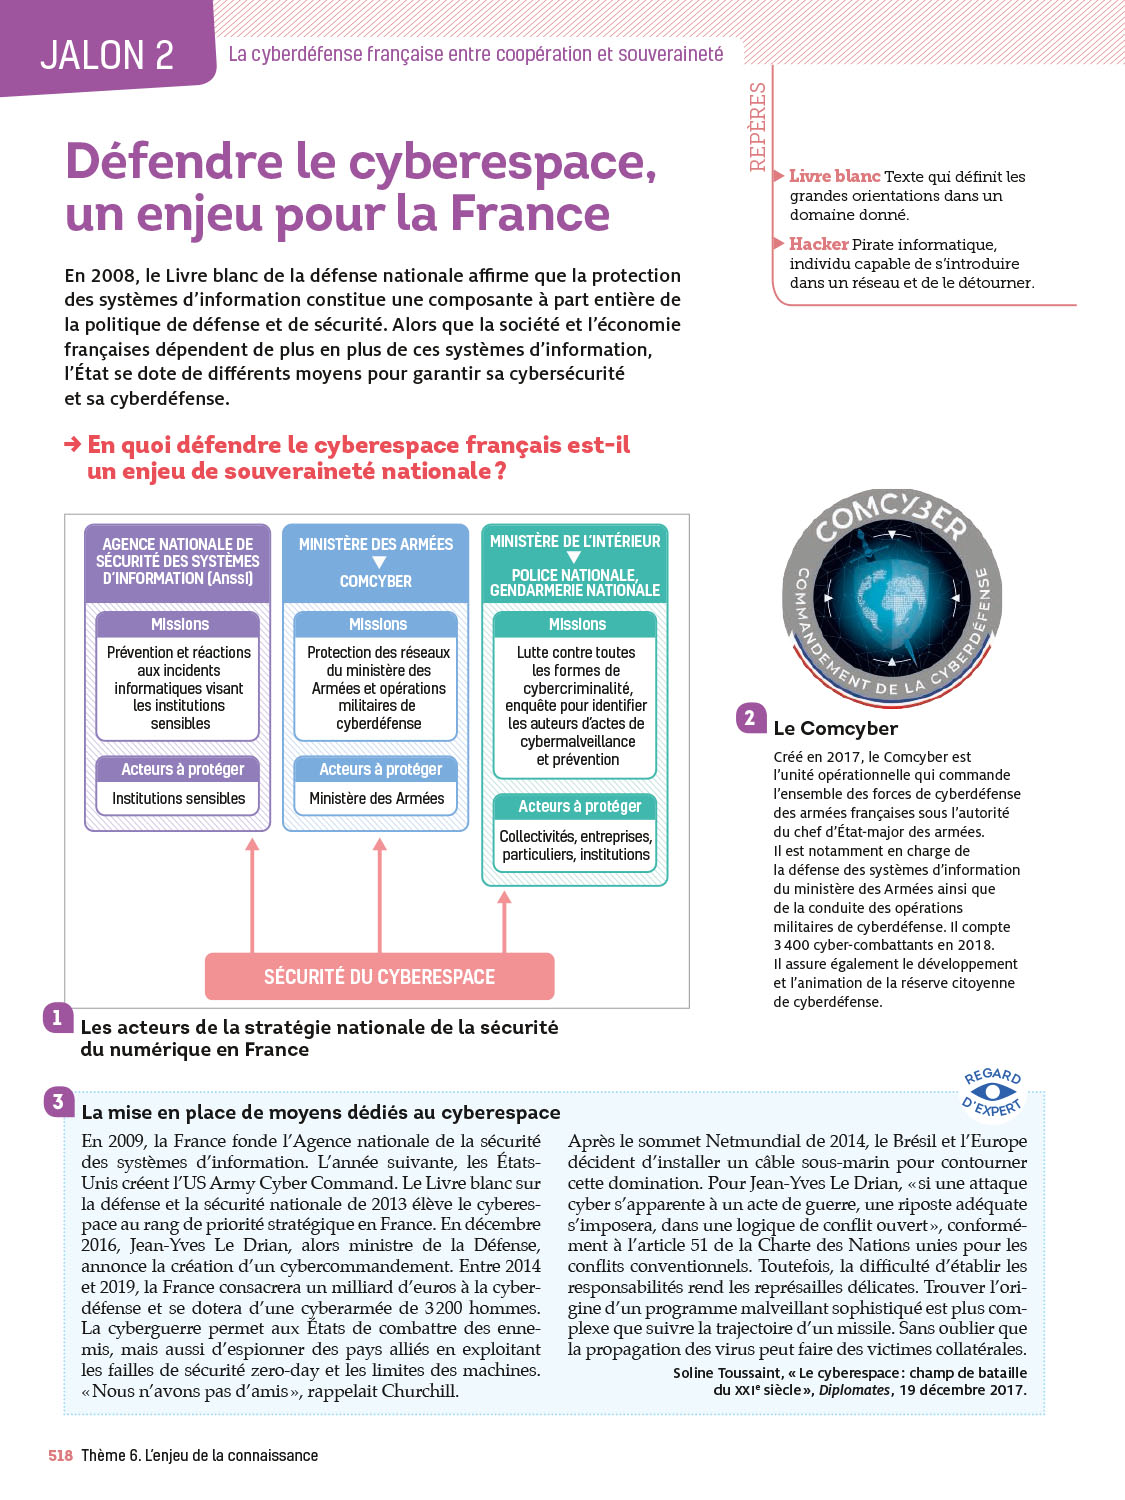 JALON 2
La cyberdéfense française entre coopération et souveraineté
REPÈRES
Livre blanc Texte qui définit les
grandes orientations dans un
domaine donné.
Hacker Pirate informatique,
individu capable de s'introduire
dans un réseau et de le détourner.
Défendre le cyberespace,
un enjeu pour la France
En 2008, le Livre blanc de la défense nationale affirme que la protection
des systèmes d'information constitue une composante à part entière de
la politique de défense et de sécurité. Alors que la société et l'économie
françaises dépendent de plus en plus de ces systèmes d'information,
l'État se dote de différents moyens pour garantir sa cybersécurité
et sa cyberdéfense.
→ En quoi défendre le cyberespace français est-il
un enjeu de souveraineté nationale ?
AGENCE NATIONALE DE
SÉCURITÉ DES SYSTÈMES
D'INFORMATION (AnssI)
Missions
Prévention et réactions
aux incidents
informatiques visant
les institutions
sensibles
Acteurs à protéger
Institutions sensibles
MINISTÈRE DES ARMÉES
COMCYBER
Missions
Protection des réseaux
du ministère des
Armées et opérations
militaires de
cyberdéfense
Acteurs à protéger
Ministère des Armées
MINISTÈRE DE L'INTÉRIEUR
POLICE NATIONALE,
GENDARMERIE NATIONALE
Missions
Lutte contre toutes
les formes de
cybercriminalité,
enquête pour identifier
les auteurs d'actes de
cybermalveillance
et prévention
Acteurs à protéger
Collectivités, entreprises,
particuliers, institutions
SÉCURITÉ DU CYBERESPACE
1
Les acteurs de la stratégie nationale de la sécurité
du numérique en France
COMCYBER
COMMANDEMENT DE LA CYBERDÉFENSE
2
Le Comcyber
Créé en 2017, le Comcyber est
l'unité opérationnelle qui commande
l'ensemble des forces de cyberdéfense
des armées françaises sous l'autorité
du chef d'État-major des armées.
Il est notamment en charge de
la défense des systèmes d'information
du ministère des Armées ainsi que
de la conduite des opérations
militaires de cyberdéfense. Il compte
3 400 cyber-combattants en 2018.
Il assure également le développement
et l'animation de la réserve citoyenne
de cyberdéfense.
REGARD
D'EXPERT
3
La mise en place de moyens dédiés au cyberespace
En 2009, la France fonde l'Agence nationale de la sécurité
des systèmes d'information. L'année suivante, les États-
Unis créent l'US Army Cyber Command. Le Livre blanc sur
la défense et la sécurité nationale de 2013 élève le cyberes-
pace au rang de priorité stratégique en France. En décembre
2016, Jean-Yves Le Drian, alors ministre de la Défense,
annonce la création d'un cybercommandement. Entre 2014
et 2019, la France consacrera un milliard d'euros à la cyber-
défense et se dotera d'une cyberarmée de 3 200 hommes.
La cyberguerre permet aux États de combattre des enne-
mis, mais aussi d'espionner des pays alliés en exploitant
les failles de sécurité zero-day et les limites des machines.
« Nous n'avons pas d'amis », rappelait Churchill.
Après le sommet Netmundial de 2014, le Brésil et l'Europe
décident d'installer un câble sous-marin pour contourner
cette domination. Pour Jean-Yves Le Drian, « si une attaque
cyber s'apparente à un acte de guerre, une riposte adéquate
s'imposera, dans une logique de conflit ouvert », conformé-
ment à l'article 51 de la Charte des Nations unies pour les
conflits conventionnels. Toutefois, la difficulté d'établir les
responsabilités rend les représailles délicates. Trouver l'ori-
gine d'un programme malveillant sophistiqué est plus com-
plexe que suivre la trajectoire d'un missile. Sans oublier que
la propagation des virus peut faire des victimes collatérales.
Soline Toussaint, « Le cyberespace : champ de bataille
du XXIe siècle », Diplomates, 19 décembre 2017.
518 Thème 6. L'enjeu de la connaissance